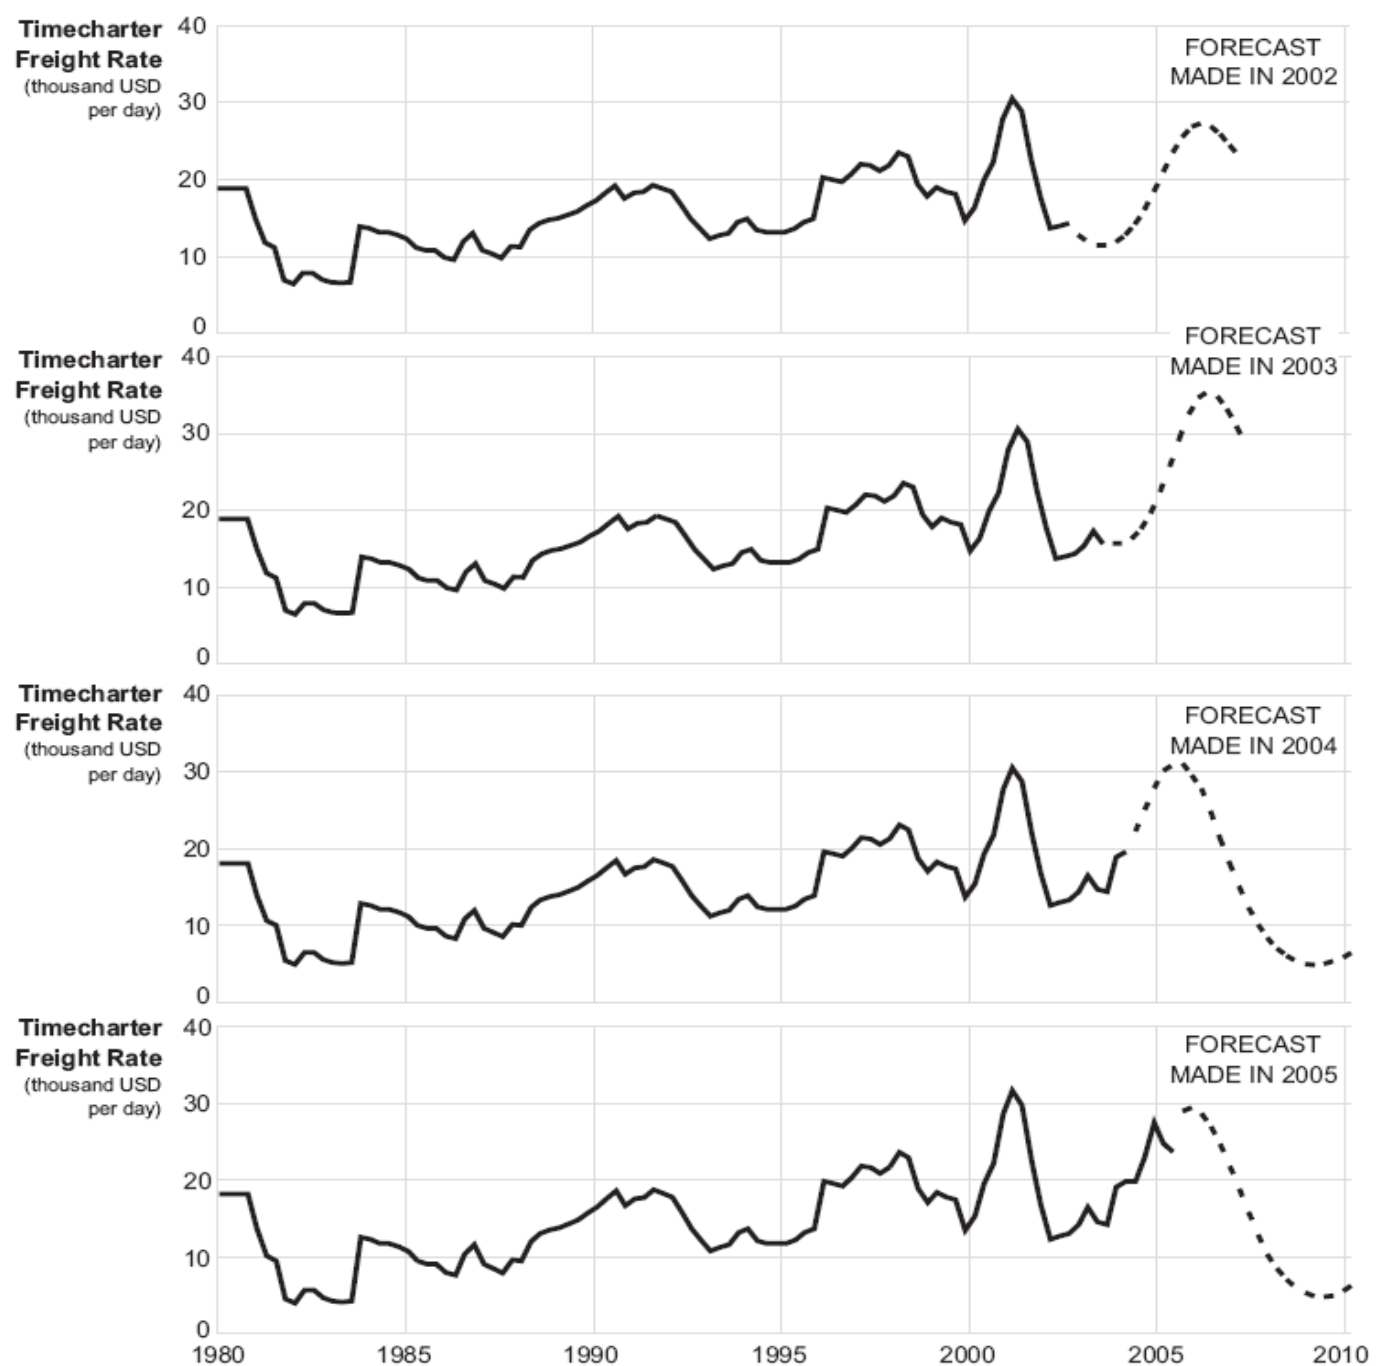 Timecharter
Freight Rate
(thousand USD
per day)
40
30
20
10
0
FORECAST
MADE IN 2002
Timecharter
Freight Rate
(thousand USD
per day)
40
30
20
10
0
FORECAST
MADE IN 2003
Timecharter
Freight Rate
(thousand USD
per day)
40
30
20
10
0
FORECAST
MADE IN 2004
Timecharter
Freight Rate
(thousand USD
per day)
40
30
20
10
0
FORECAST
MADE IN 2005
1980 1985 1990 1995 2000 2005 2010